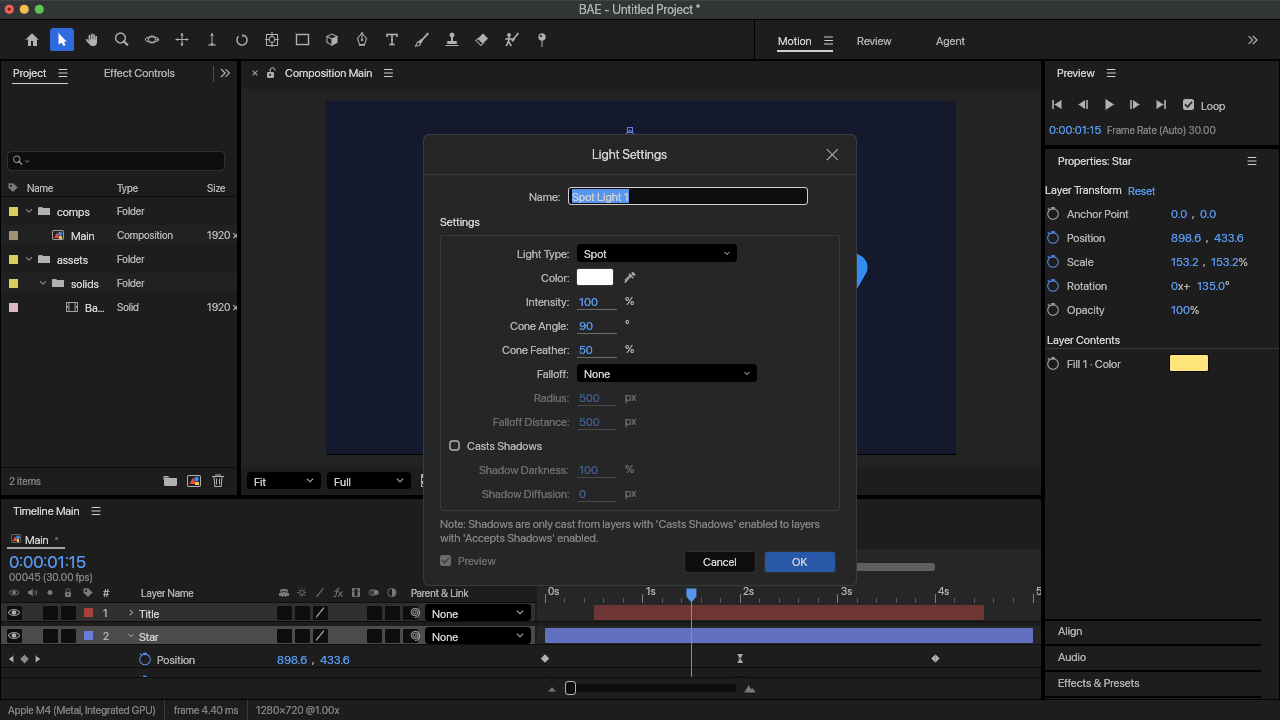 BAE - Untitled Project *
Motion
Review
Agent
Project
Effect Controls
Composition Main
Preview
Loop
0:00:01:15 Frame Rate (Auto) 30.00
Name Type Size
comps Folder
Main Composition 1920 ×
assets Folder
solids Folder
Ba... Solid 1920 ×
2 items
Fit
Full
Light Settings
Name: Spot Light 1
Settings
Light Type: Spot
Color:
Intensity: 100 %
Cone Angle: 90 °
Cone Feather: 50 %
Falloff: None
Radius: 500 px
Falloff Distance: 500 px
Casts Shadows
Shadow Darkness: 100 %
Shadow Diffusion: 0 px
Note: Shadows are only cast from layers with 'Casts Shadows' enabled to layers
with 'Accepts Shadows' enabled.
Preview
Cancel
OK
Properties: Star
Layer Transform Reset
Anchor Point 0.0 , 0.0
Position 898.6 , 433.6
Scale 153.2 , 153.2%
Rotation 0x+ 135.0°
Opacity 100%
Layer Contents
Fill 1 · Color
Align
Audio
Effects & Presets
Timeline Main
Main
0:00:01:15
00045 (30.00 fps)
# Layer Name fx Parent & Link
0s 1s 2s 3s 4s 5
1 Title None
2 Star None
Position 898.6 , 433.6
Apple M4 (Metal, Integrated GPU) frame 4.40 ms 1280×720 @1.00x